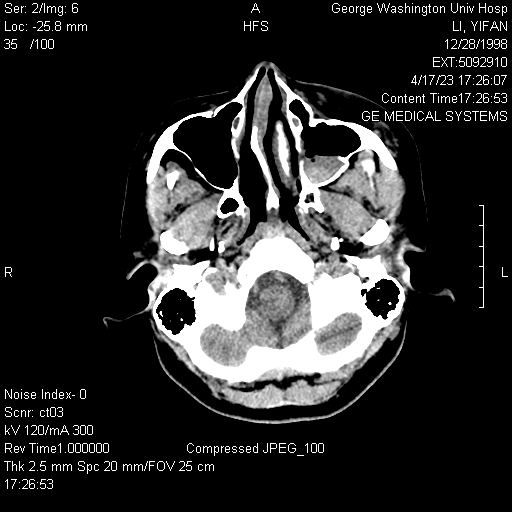 Ser: 2/Img: 6
Loc: -25.8 mm
35 /100
A
HFS
George Washington Univ Hosp
LI, YIFAN
12/28/1998
EXT:5092910
4/17/23 17:26:07
Content Time17:26:53
GE MEDICAL SYSTEMS
R
L
Noise Index- 0
Scnr: ct03
kV 120/mA 300
Rev Time1.000000
Compressed JPEG_100
Thk 2.5 mm Spc 20 mm/FOV 25 cm
17:26:53